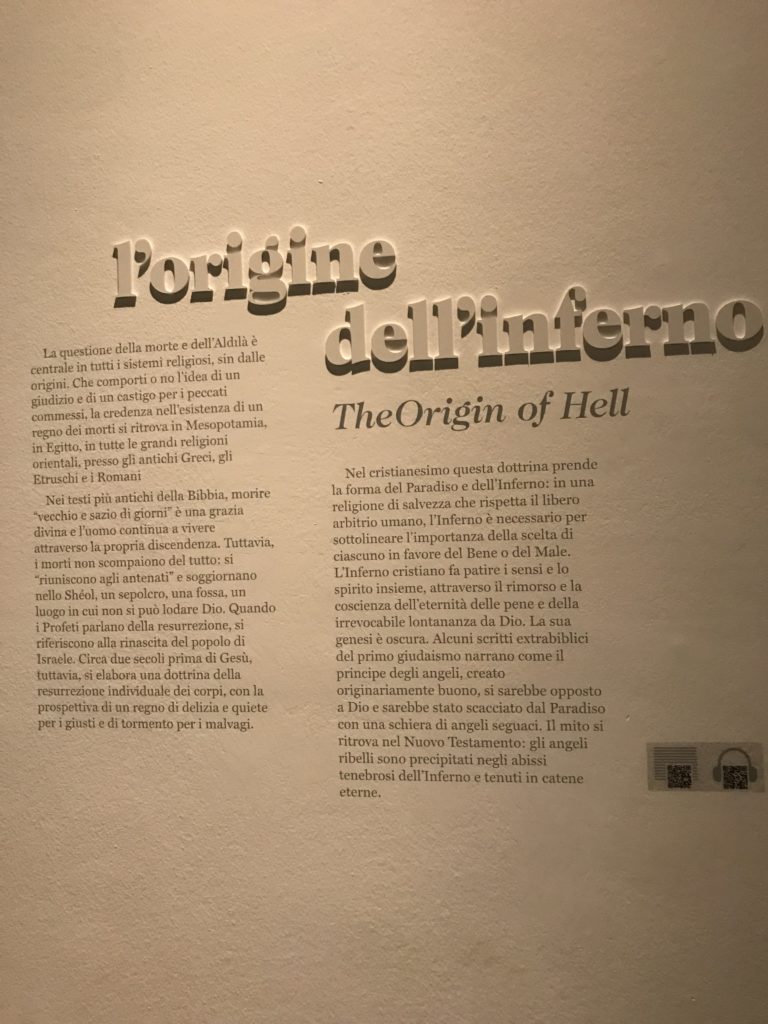 l'origine
dell'inferno
TheOrigin of Hell
La questione della morte e dell'Aldilà è
centrale in tutti i sistemi religiosi, sin dalle
origini. Che comporti o no l'idea di un
giudizio e di un castigo per i peccati
commessi, la credenza nell'esistenza di un
regno dei morti si ritrova in Mesopotamia,
in Egitto, in tutte le grandi religioni
orientali, presso gli antichi Greci, gli
Etruschi e i Romani
Nei testi più antichi della Bibbia, morire
"vecchio e sazio di giorni" è una grazia
divina e l'uomo continua a vivere
attraverso la propria discendenza. Tuttavia,
i morti non scompaiono del tutto: si
"riuniscono agli antenati" e soggiornano
nello Shéol, un sepolcro, una fossa, un
luogo in cui non si può lodare Dio. Quando
i Profeti parlano della resurrezione, si
riferiscono alla rinascita del popolo di
Israele. Circa due secoli prima di Gesù,
tuttavia, si elabora una dottrina della
resurrezione individuale dei corpi, con la
prospettiva di un regno di delizia e quiete
per i giusti e di tormento per i malvagi.
Nel cristianesimo questa dottrina prende
la forma del Paradiso e dell'Inferno: in una
religione di salvezza che rispetta il libero
arbitrio umano, l'Inferno è necessario per
sottolineare l'importanza della scelta di
ciascuno in favore del Bene o del Male.
L'Inferno cristiano fa patire i sensi e lo
spirito insieme, attraverso il rimorso e la
coscienza dell'eternità delle pene e della
irrevocabile lontananza da Dio. La sua
genesi è oscura. Alcuni scritti extrabiblici
del primo giudaismo narrano come il
principe degli angeli, creato
originariamente buono, si sarebbe opposto
a Dio e sarebbe stato scacciato dal Paradiso
con una schiera di angeli seguaci. Il mito si
ritrova nel Nuovo Testamento: gli angeli
ribelli sono precipitati negli abissi
tenebrosi dell'Inferno e tenuti in catene
eterne.